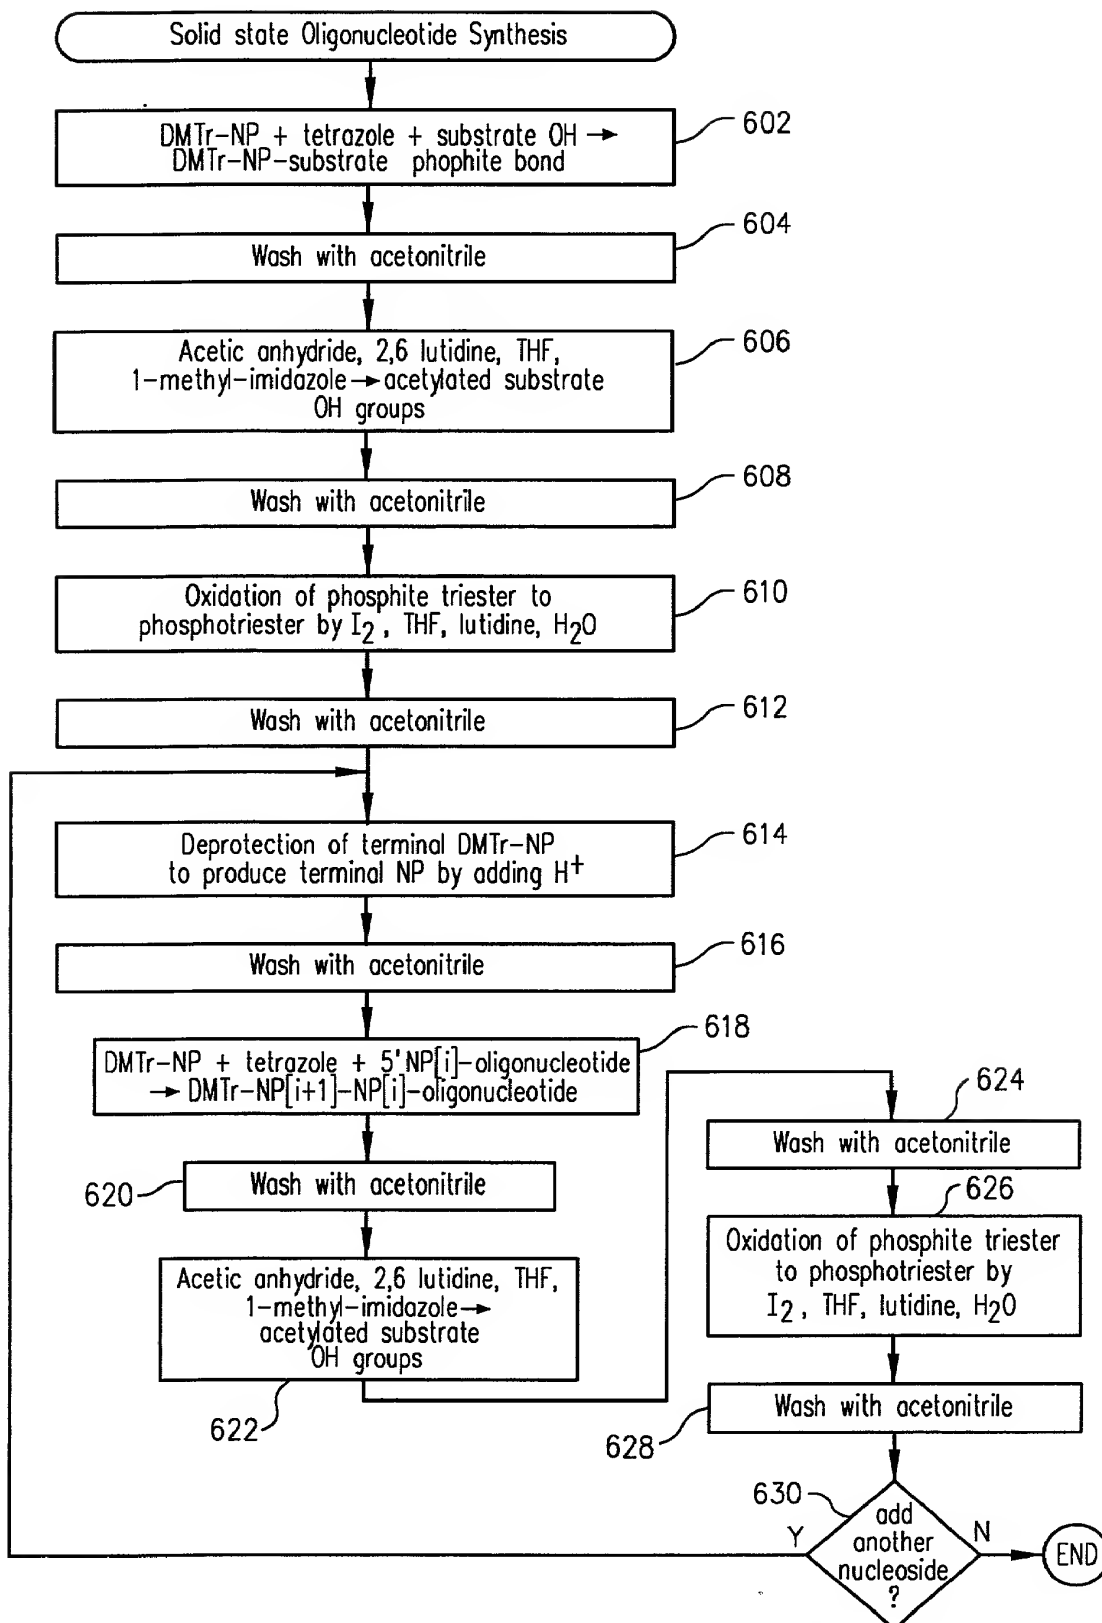 Solid state Oligonucleotide Synthesis
DMTr-NP + tetrazole + substrate OH →
DMTr-NP-substrate phophite bond
602
Wash with acetonitrile
604
Acetic anhydride, 2,6 lutidine, THF,
1-methyl-imidazole → acetylated substrate
OH groups
606
Wash with acetonitrile
608
Oxidation of phosphite triester to
phosphotriester by I2, THF, lutidine, H2O
610
Wash with acetonitrile
612
Deprotection of terminal DMTr-NP
to produce terminal NP by adding H+
614
Wash with acetonitrile
616
DMTr-NP + tetrazole + 5' NP[i]-oligonucleotide
→ DMTr-NP[i+1]-NP[i]-oligonucleotide
618
Wash with acetonitrile
620
Acetic anhydride, 2,6 lutidine, THF,
1-methyl-imidazole →
acetylated substrate
OH groups
622
Wash with acetonitrile
624
Oxidation of phosphite triester
to phosphotriester by
I2, THF, lutidine, H2O
626
Wash with acetonitrile
628
630
add
another
nucleoside
?
Y
N
END